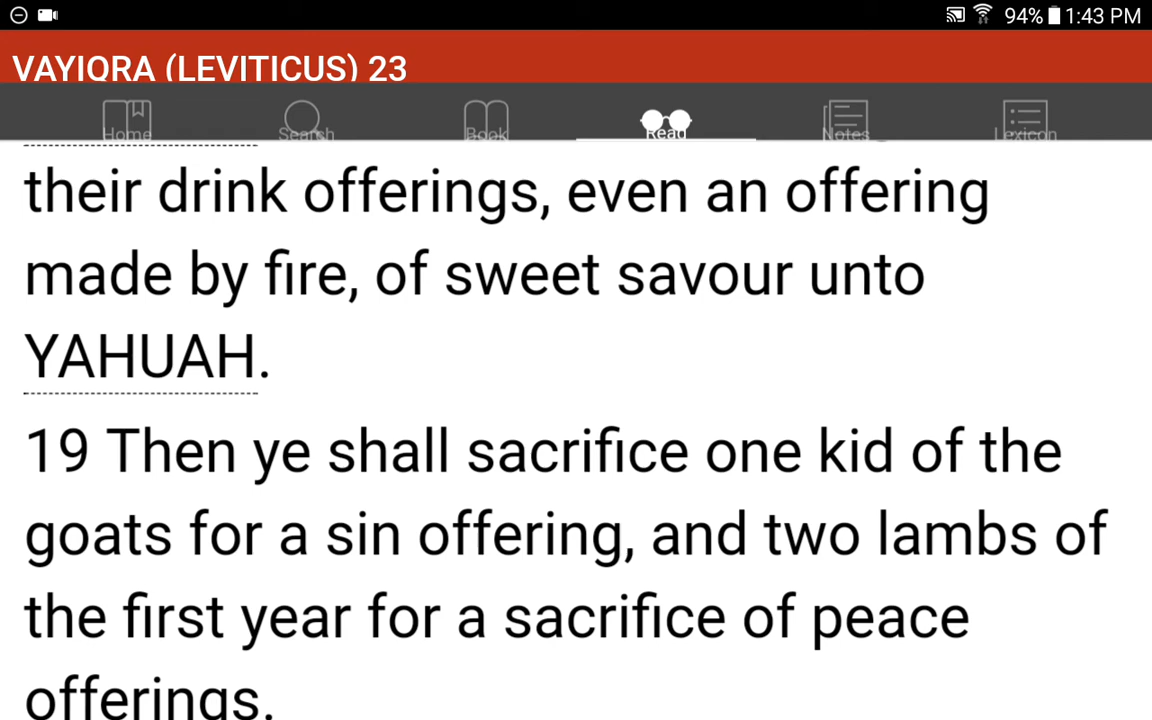 94% 1:43 PM
VAYIQRA (LEVITICUS) 23
Home Search Book Read Notes Lexicon
their drink offerings, even an offering
made by fire, of sweet savour unto
YAHUAH.
19 Then ye shall sacrifice one kid of the
goats for a sin offering, and two lambs of
the first year for a sacrifice of peace
offerings.